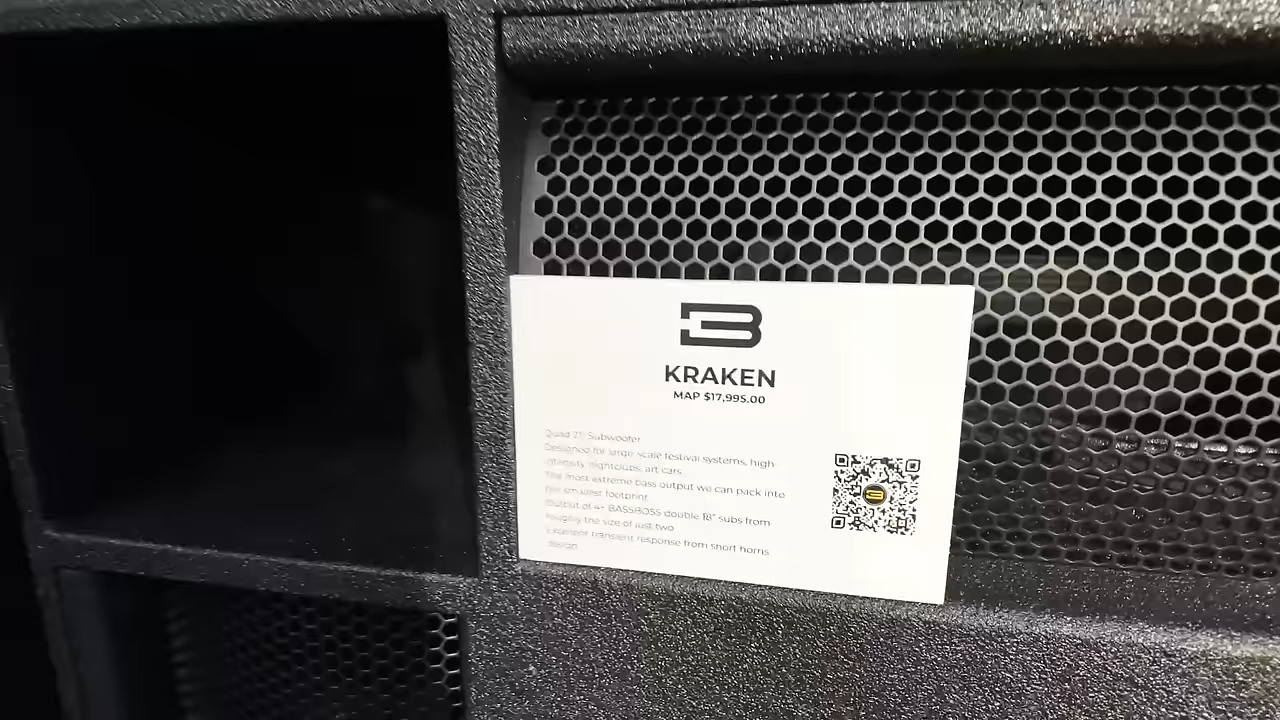 KRAKEN
MAP $17,995.00
Quad 21" Subwoofer
Designed for large scale festival systems, high-
intensity nightclubs, art cars
The most extreme bass output we can pack into
the smallest footprint
Output of 4+ BASSBOSS double 18" subs from
roughly the size of just two
Excellent transient response from short horns
design